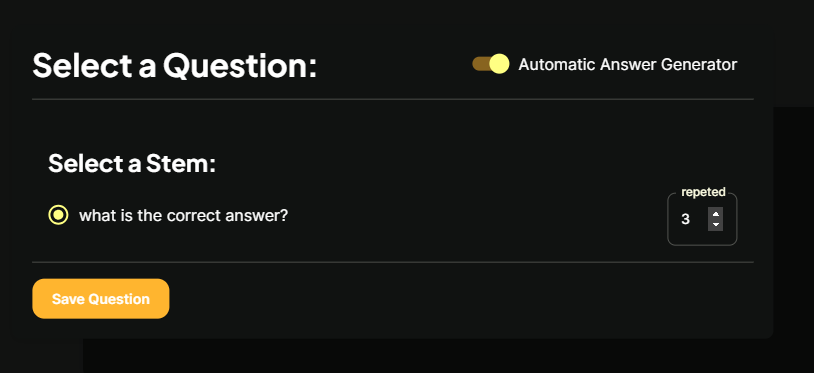 Select a Question:
Automatic Answer Generator
Select a Stem:
what is the correct answer?
repeted
3
Save Question